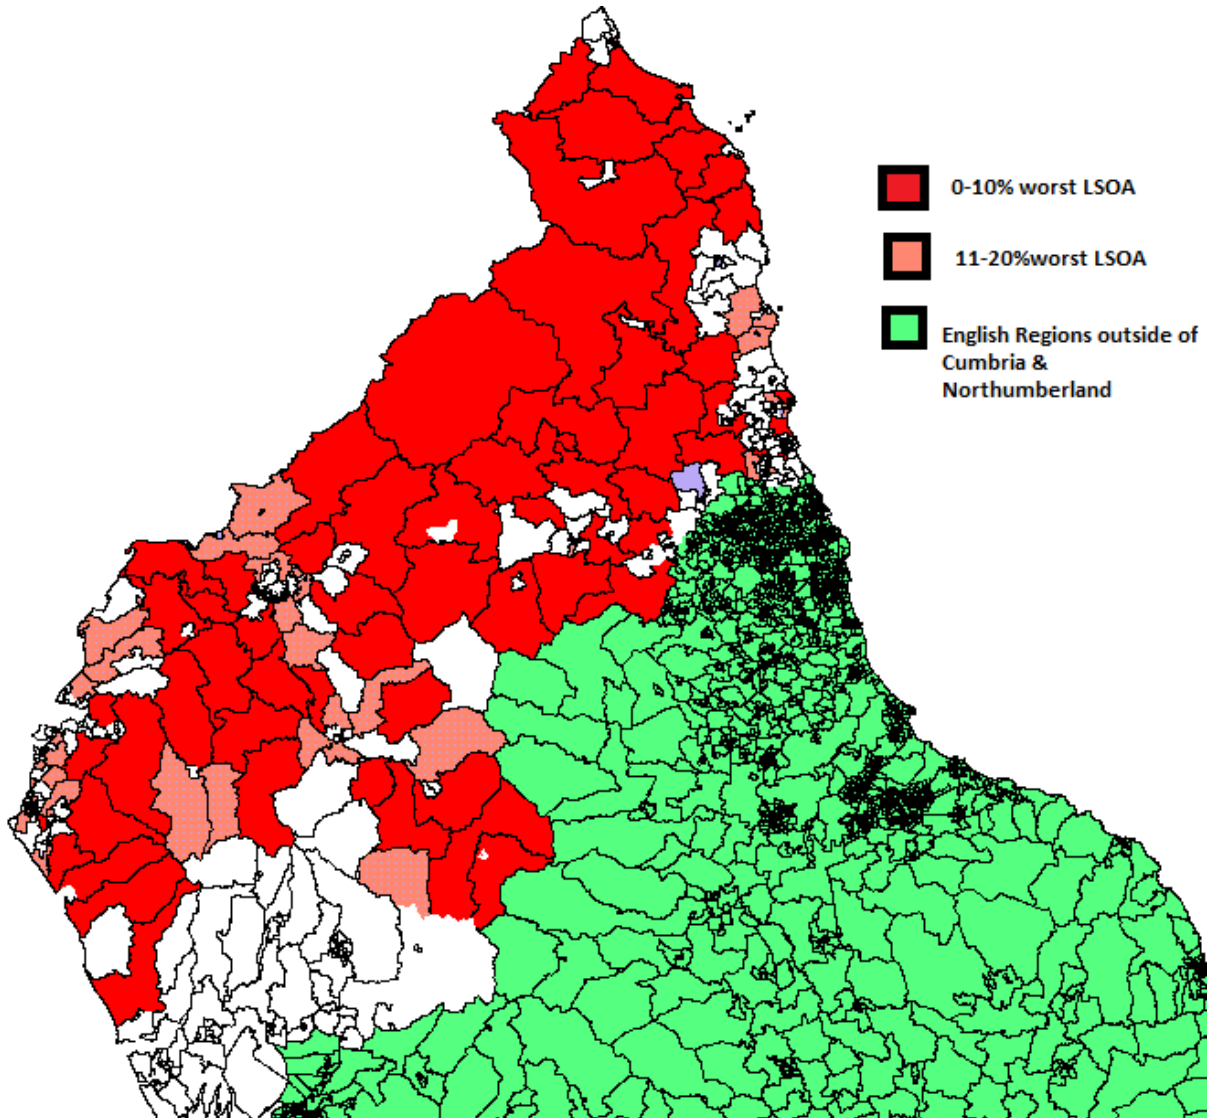 0-10% worst LSOA
11-20%worst LSOA
English Regions outside of
Cumbria &
Northumberland